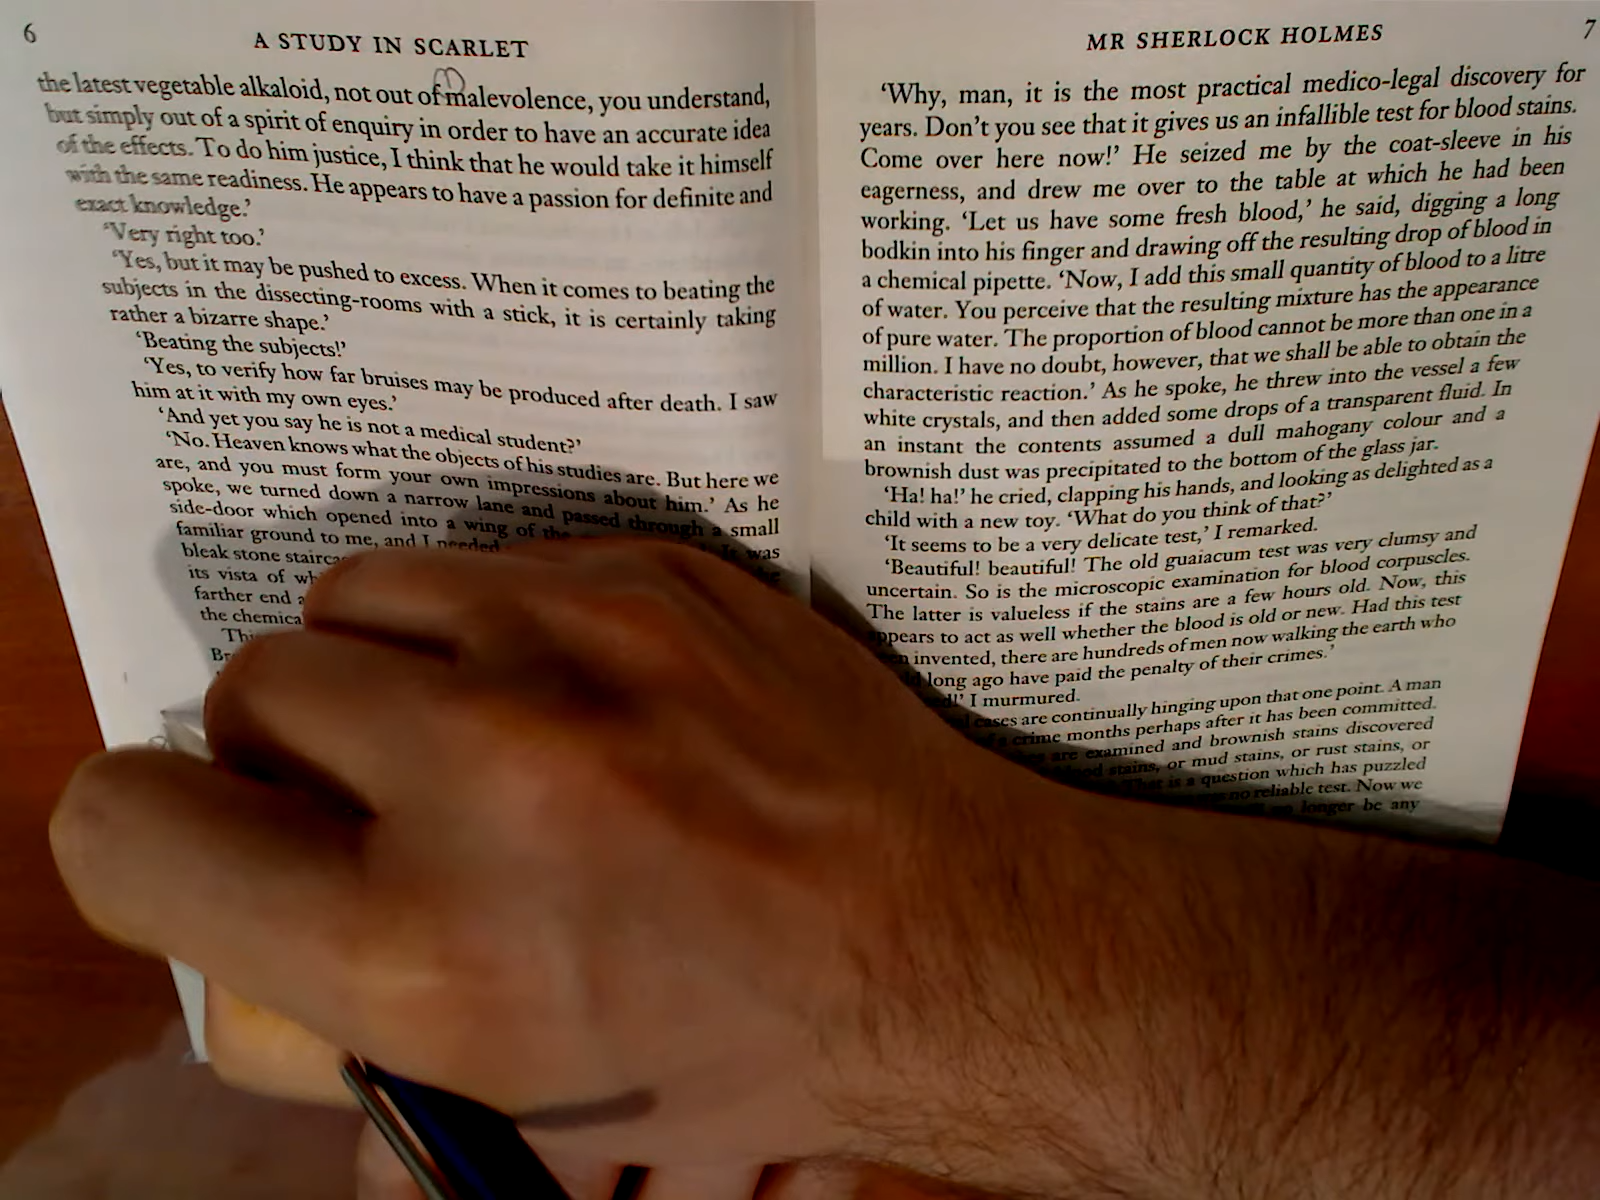 6
A STUDY IN SCARLET
the latest vegetable alkaloid, not out of malevolence, you understand,
but simply out of a spirit of enquiry in order to have an accurate idea
of the effects. To do him justice, I think that he would take it himself
with the same readiness. He appears to have a passion for definite and
exact knowledge.’
‘Very right too.’
‘Yes, but it may be pushed to excess. When it comes to beating the
subjects in the dissecting-rooms with a stick, it is certainly taking
rather a bizarre shape.’
‘Beating the subjects!’
‘Yes, to verify how far bruises may be produced after death. I saw
him at it with my own eyes.’
‘And yet you say he is not a medical student?’
‘No. Heaven knows what the objects of his studies are. But here we
are, and you must form your own impressions about him.’ As he
spoke, we turned down a narrow lane and passed through a small
side-door which opened into a wing of the
familiar ground to me, and I needed was
bleak stone
its vista of
farther end
the
MR SHERLOCK HOLMES
7
‘Why, man, it is the most practical medico-legal discovery for
years. Don’t you see that it gives us an infallible test for blood stains.
Come over here now!’ He seized me by the coat-sleeve in his
eagerness, and drew me over to the table at which he had been
working. ‘Let us have some fresh blood,’ he said, digging a long
bodkin into his finger and drawing off the resulting drop of blood in
a chemical pipette. ‘Now, I add this small quantity of blood to a litre
of water. You perceive that the resulting mixture has the appearance
of pure water. The proportion of blood cannot be more than one in a
million. I have no doubt, however, that we shall be able to obtain the
characteristic reaction.’ As he spoke, he threw into the vessel a few
white crystals, and then added some drops of a transparent fluid. In
an instant the contents assumed a dull mahogany colour and a
brownish dust was precipitated to the bottom of the glass jar.
‘Ha! ha!’ he cried, clapping his hands, and looking as delighted as a
child with a new toy. ‘What do you think of that?’
‘It seems to be a very delicate test,’ I remarked.
‘Beautiful! beautiful! The old guaiacum test was very clumsy and
uncertain. So is the microscopic examination for blood corpuscles.
The latter is valueless if the stains are a few hours old. Now, this
appears to act as well whether the blood is old or new. Had this test
invented, there are hundreds of men now walking the earth who
long ago have paid the penalty of their crimes.’
I murmured.
cases are continually hinging upon that one point. A man
crime months perhaps after it has been committed.
are examined and brownish stains discovered
stains, or mud stains, or rust stains, or
That is a question which has puzzled
no reliable test. Now we
longer be any